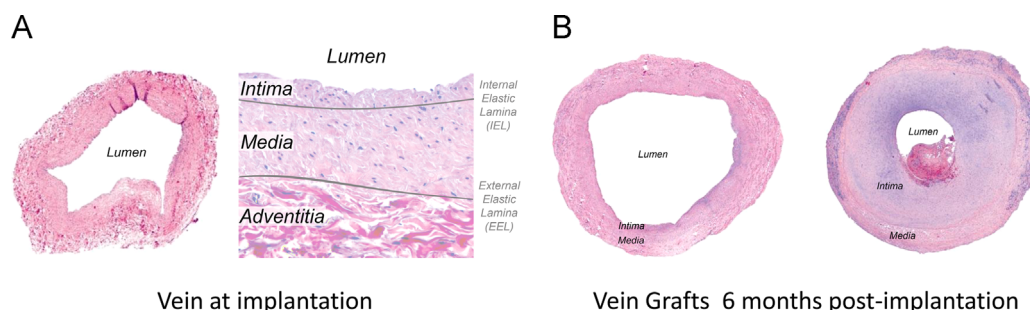 A
Lumen
Lumen
Intima
Media
Adventitia
Internal
Elastic
Lamina
(IEL)
External
Elastic
Lamina
(EEL)
Vein at implantation
B
Lumen
Intima
Media
Lumen
Intima
Media
Vein Grafts 6 months post-implantation